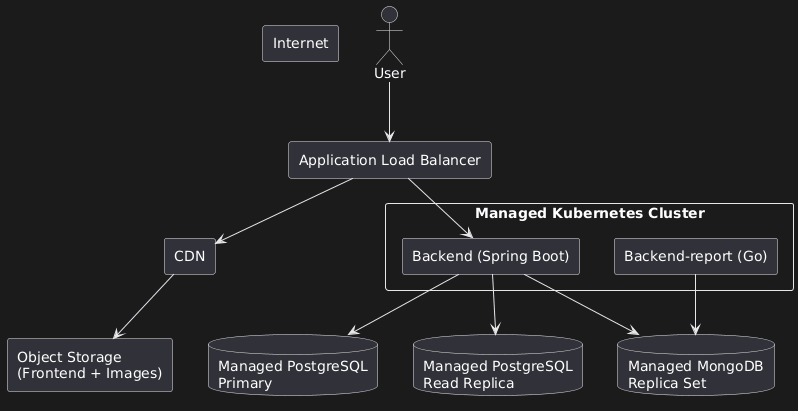 Internet
User
Application Load Balancer
Managed Kubernetes Cluster
CDN
Backend (Spring Boot)
Backend-report (Go)
Object Storage
(Frontend + Images)
Managed PostgreSQL
Primary
Managed PostgreSQL
Read Replica
Managed MongoDB
Replica Set